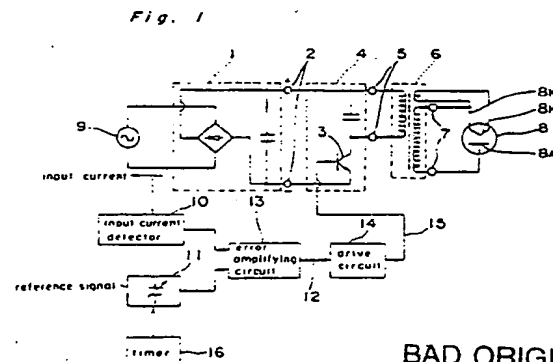 Fig. 1
1 2 4 5 6
8K
8K
9 3 7 8
8A
input current
10 13 14 15
input current detector
error amplifying circuit
drive circuit
11
12
reference signal
timer 16
BAD ORIGI